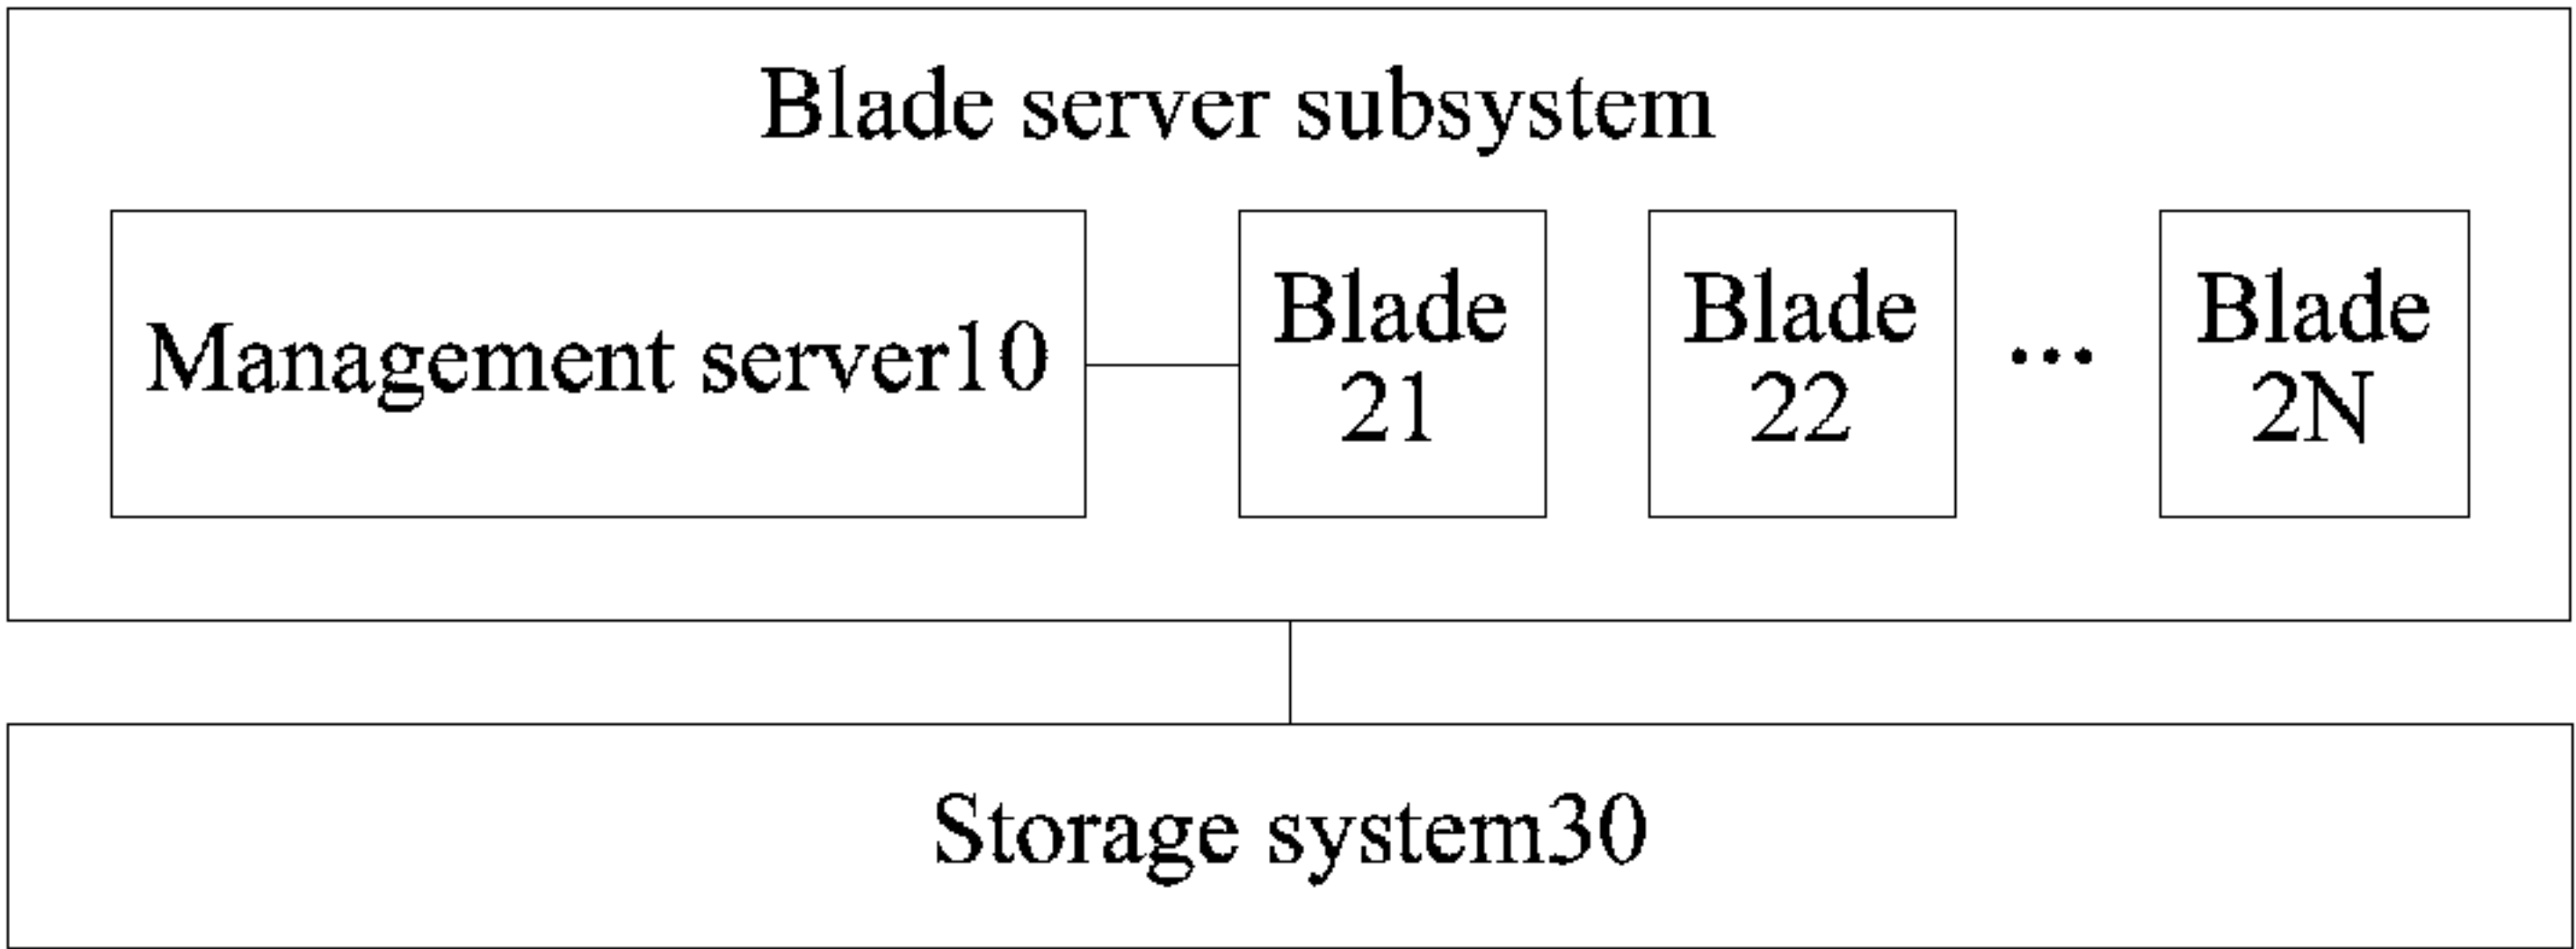 Blade server subsystem
Management server10
Blade
21
Blade
22
...
Blade
2N
Storage system30